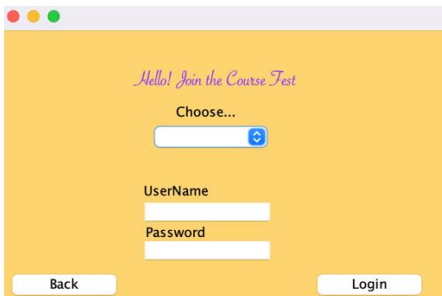 Hello! Join the Course Fest
Choose...
UserName
Password
Back
Login